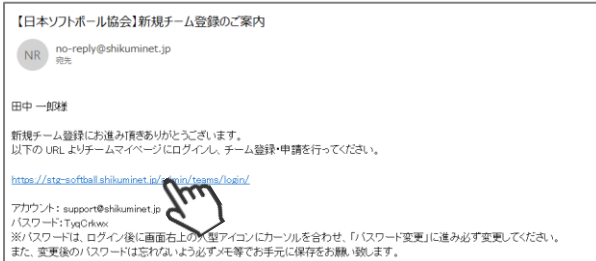 【日本ソフトボール協会】新規チーム登録のご案内
NR
no-reply@shikuminet.jp
宛先
田中 一郎様
新規チーム登録にお進み頂きありがとうございます。
以下の URL よりチームマイページにログインし、チーム登録・申請を行ってください。
https://stg-softball.shikuminet.jp/admin/teams/login/
アカウント: support@shikuminet.jp
パスワード:TyqCrkwx
※パスワードは、ログイン後に画面右上の人型アイコンにカーソルを合わせ、「パスワード変更」に進み必ず変更してください。
また、変更後のパスワードは忘れないよう必ずメモ等でお手元に保存をお願い致します。